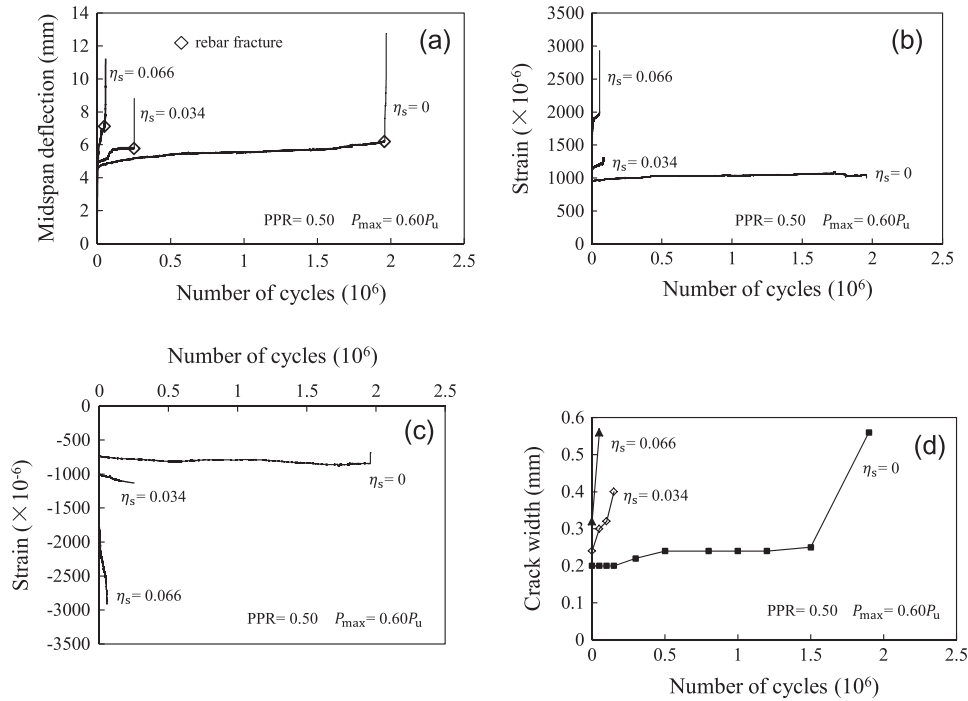 (a)
Midspan deflection (mm)
14
12
10
8
6
4
2
0
rebar fracture
ηs = 0.066
ηs = 0.034
ηs = 0
PPR= 0.50 Pmax= 0.60Pu
0 0.5 1 1.5 2 2.5
Number of cycles (10⁶)
(b)
Strain (×10⁻⁶)
3500
3000
2500
2000
1500
1000
500
0
ηs = 0.066
ηs = 0.034
ηs = 0
PPR= 0.50 Pmax= 0.60Pu
0 0.5 1 1.5 2 2.5
Number of cycles (10⁶)
Number of cycles (10⁶)
0 0.5 1 1.5 2 2.5
(c)
Strain (×10⁻⁶)
0
-500
-1000
-1500
-2000
-2500
-3000
-3500
ηs = 0
ηs = 0.034
ηs = 0.066
PPR= 0.50 Pmax= 0.60Pu
(d)
Crack width (mm)
0.6
0.5
0.4
0.3
0.2
0.1
0
ηs = 0.066
ηs = 0
ηs = 0.034
PPR= 0.50 Pmax= 0.60Pu
0 0.5 1 1.5 2 2.5
Number of cycles (10⁶)